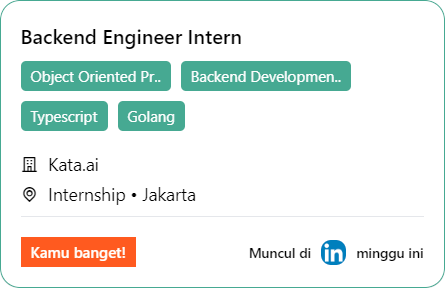 Backend Engineer Intern
Object Oriented Pr.. Backend Developmen..
Typescript Golang
Kata.ai
Internship • Jakarta
Kamu banget! Muncul di in minggu ini